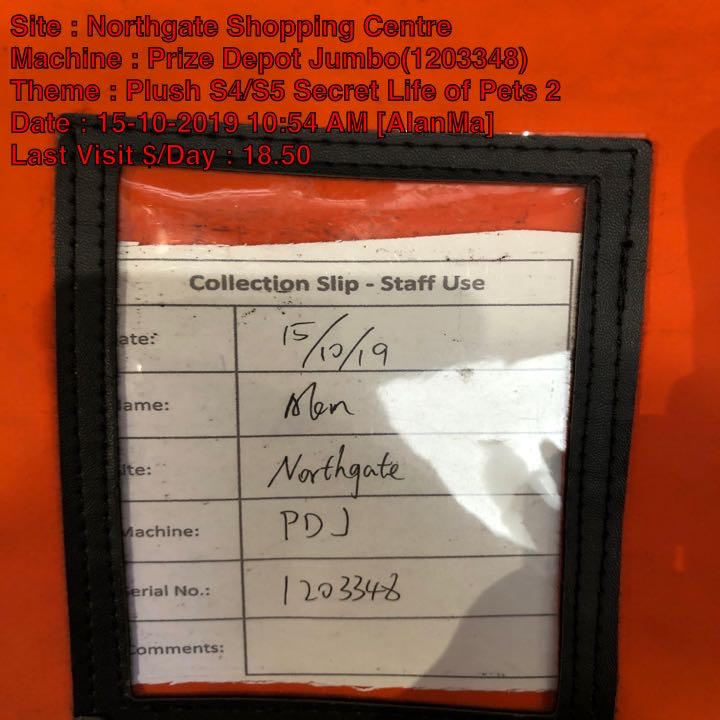 Site : Northgate Shopping Centre
Machine : Prize Depot Jumbo(1203348)
Theme : Plush S4/S5 Secret Life of Pets 2
Date : 15-10-2019 10:54 AM [AlanMa]
Last Visit $/Day : 18.50
Collection Slip - Staff Use
ate: 15/10/19
ame: Alan
ite: Northgate
Machine: PDJ
erial No.: 1203348
omments: